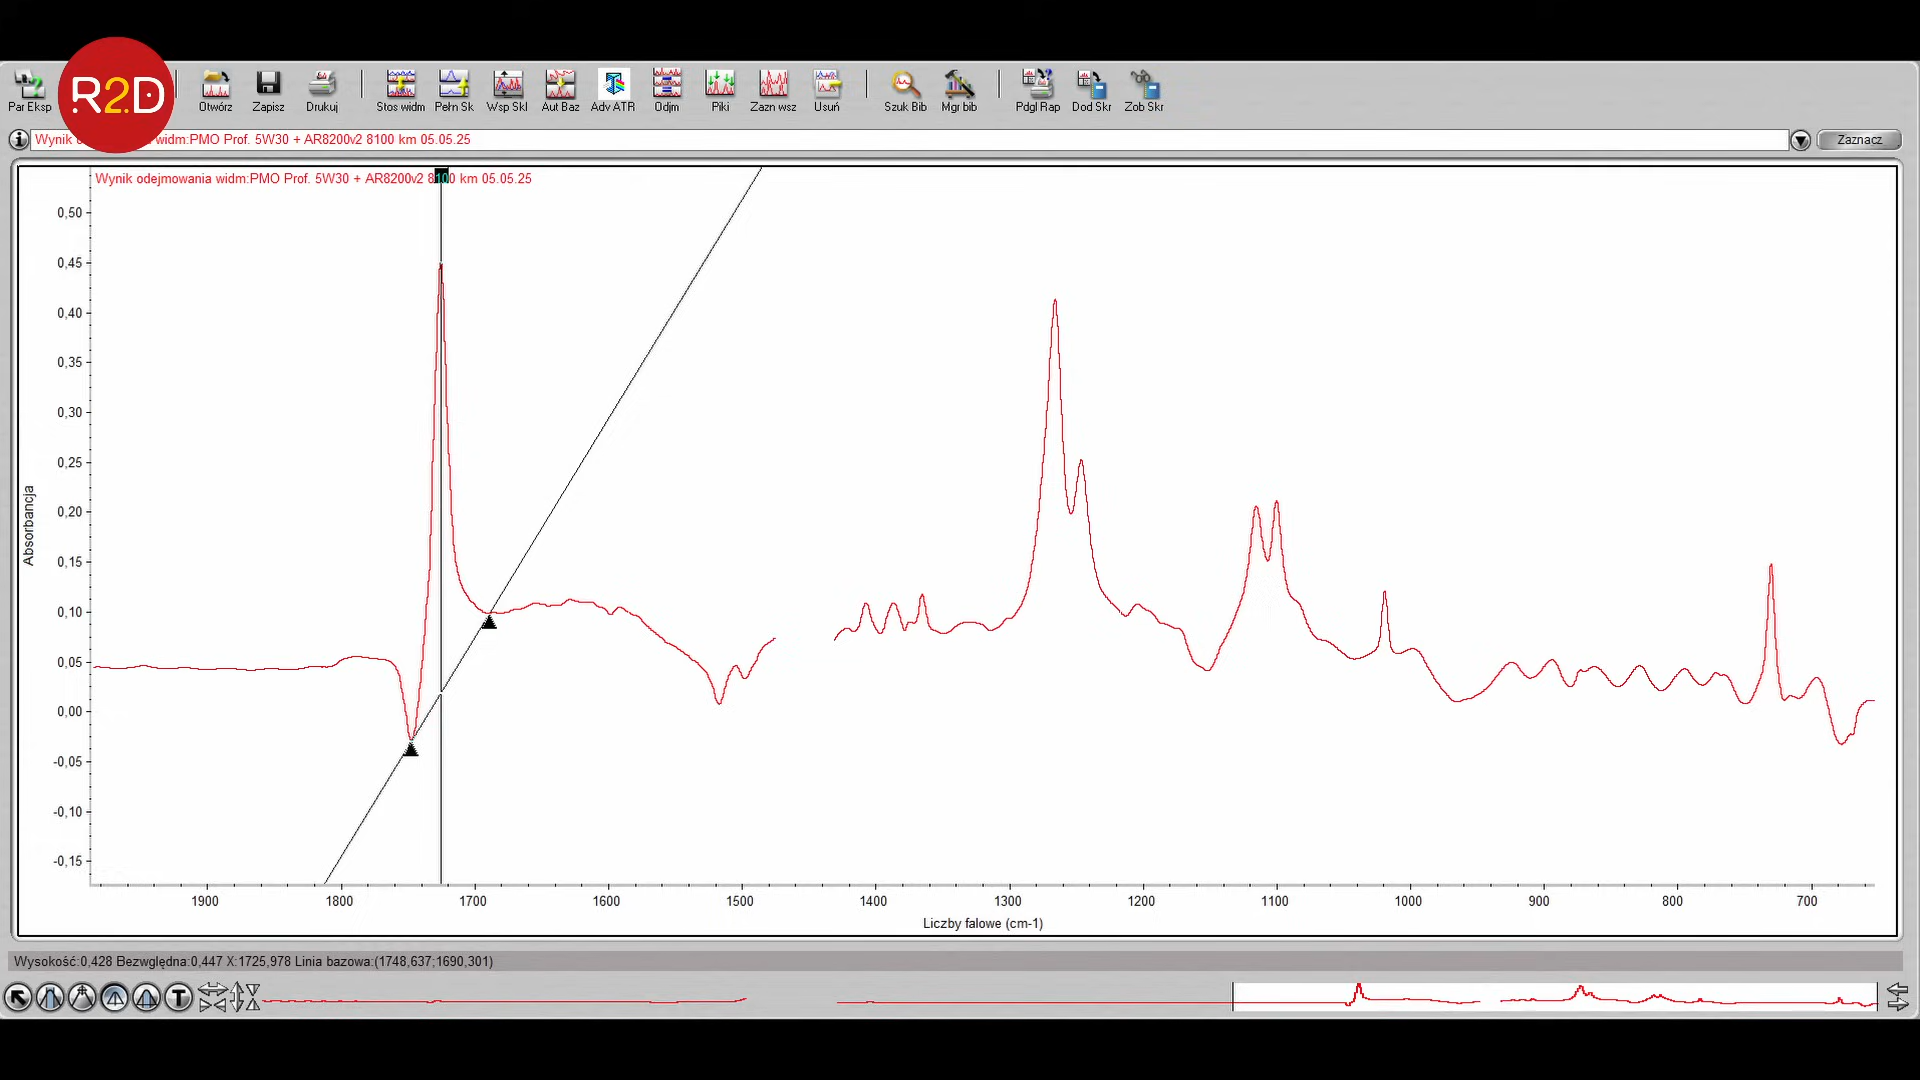 R2D
Par Eksp Otwórz Zapisz Drukuj Stos widm Pełn Sk Wsp Skl Aut Baz Adv ATR Odjm Piki Zazn wsz Usuń Szuk Bib Mgr bib Pdgl Rap Dod Skr Zob Skr
Wynik o widm:PMO Prof. 5W30 + AR8200v2 8100 km 05.05.25
Zaznacz
Wynik odejmowania widm:PMO Prof. 5W30 + AR8200v2 8100 km 05.05.25
0,50
0,45
0,40
0,35
0,30
0,25
0,20
0,15
0,10
0,05
0,00
-0,05
-0,10
-0,15
Absorbancja
1900 1800 1700 1600 1500 1400 1300 1200 1100 1000 900 800 700
Liczby falowe (cm-1)
Wysokość:0,428 Bezwględna:0,447 X:1725,978 Linia bazowa:(1748,637;1690,301)
T